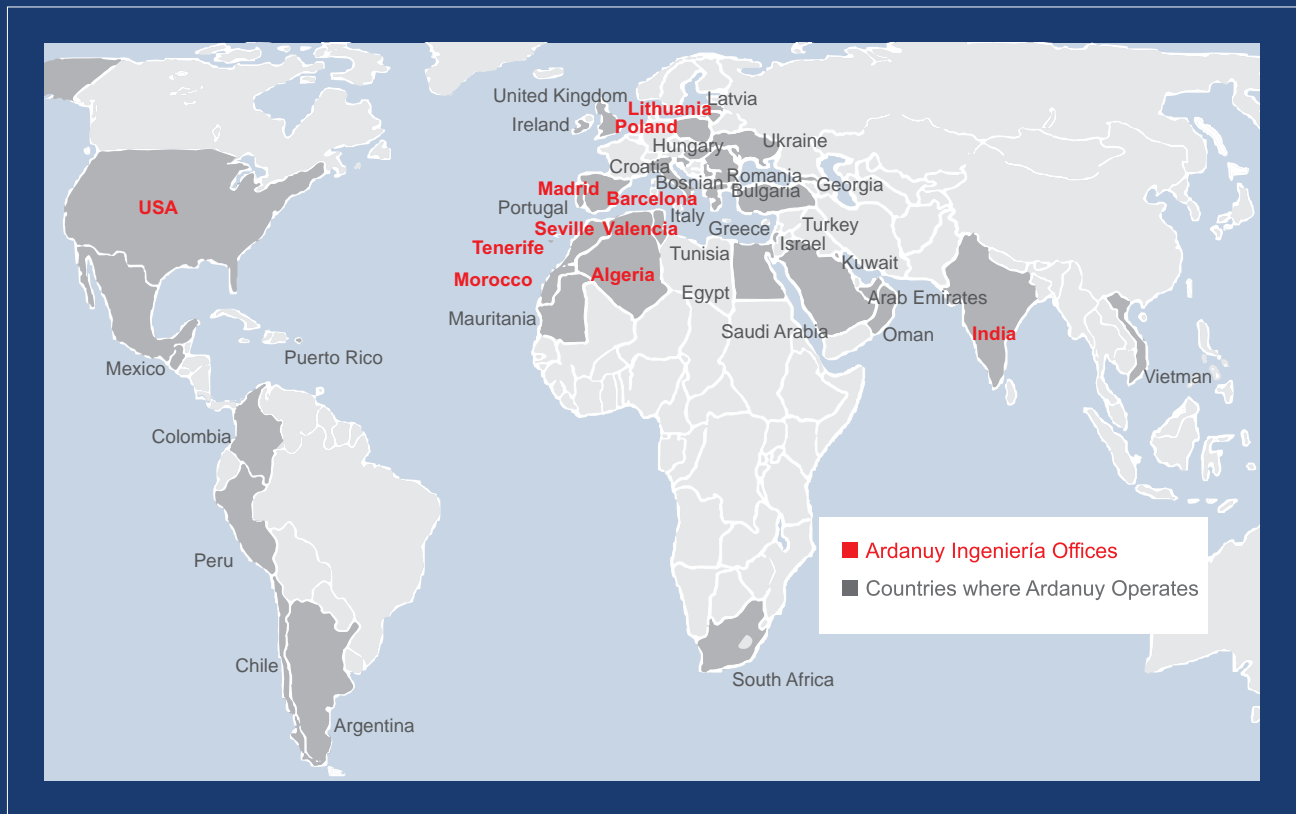 United Kingdom
Latvia
Lithuania
Ireland
Poland
Ukraine
Hungary
Croatia
Romania
Bosnian
Georgia
Madrid
Bulgaria
Barcelona
Portugal
USA
Italy
Seville Valencia
Greece
Turkey
Tenerife
Israel
Tunisia
Kuwait
Morocco
Algeria
Egypt
Arab Emirates
Mauritania
Saudi Arabia
Oman
India
Puerto Rico
Mexico
Vietman
Colombia
Ardanuy Ingeniería Offices
Peru
Countries where Ardanuy Operates
Chile
South Africa
Argentina